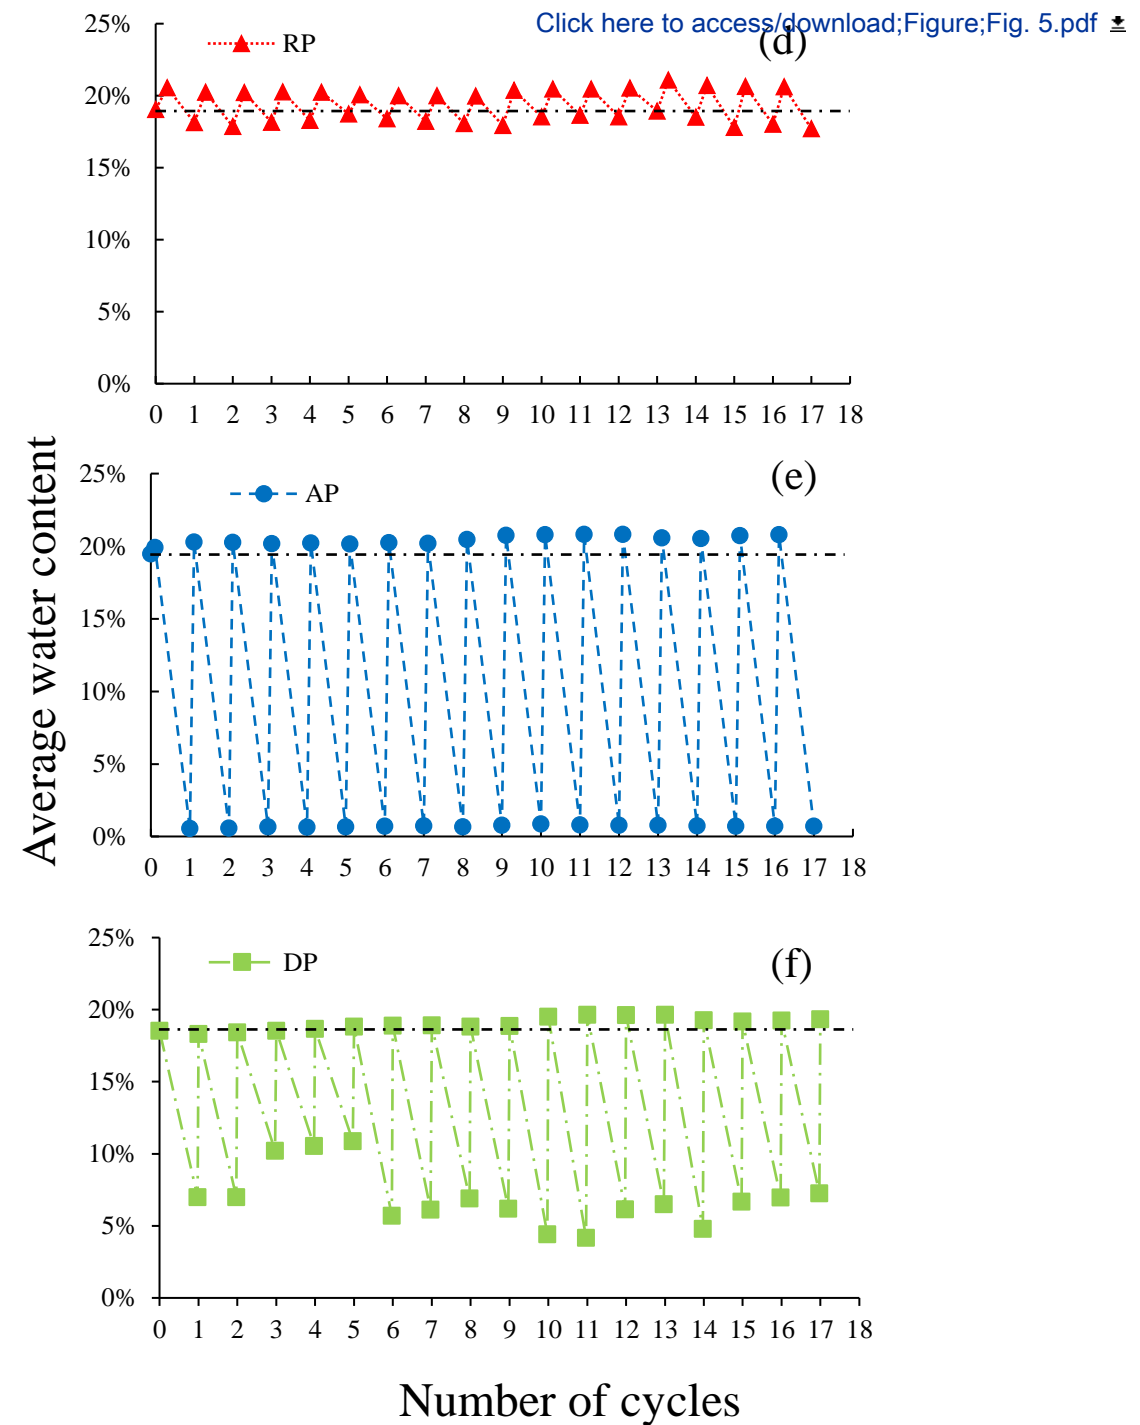 Click here to access/download;Figure;Fig. 5.pdf
(d)
RP
25%
20%
15%
10%
5%
0%
0 1 2 3 4 5 6 7 8 9 10 11 12 13 14 15 16 17 18
Average water content
(e)
AP
25%
20%
15%
10%
5%
0%
0 1 2 3 4 5 6 7 8 9 10 11 12 13 14 15 16 17 18
(f)
DP
25%
20%
15%
10%
5%
0%
0 1 2 3 4 5 6 7 8 9 10 11 12 13 14 15 16 17 18
Number of cycles